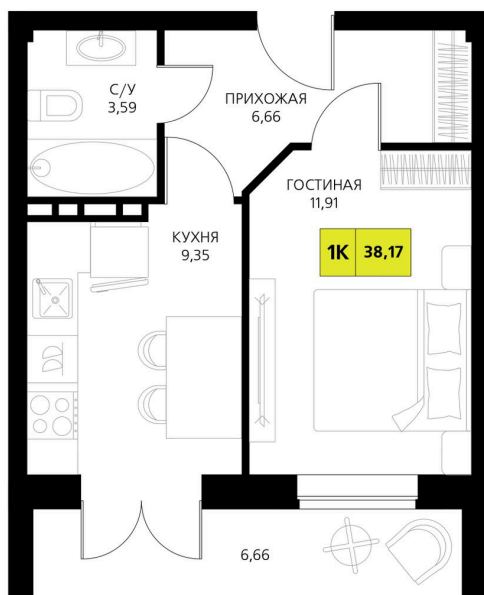 С/У
3,59
ПРИХОЖАЯ
6,66
ГОСТИНАЯ
11,91
КУХНЯ
9,35
1К 38,17
6,66